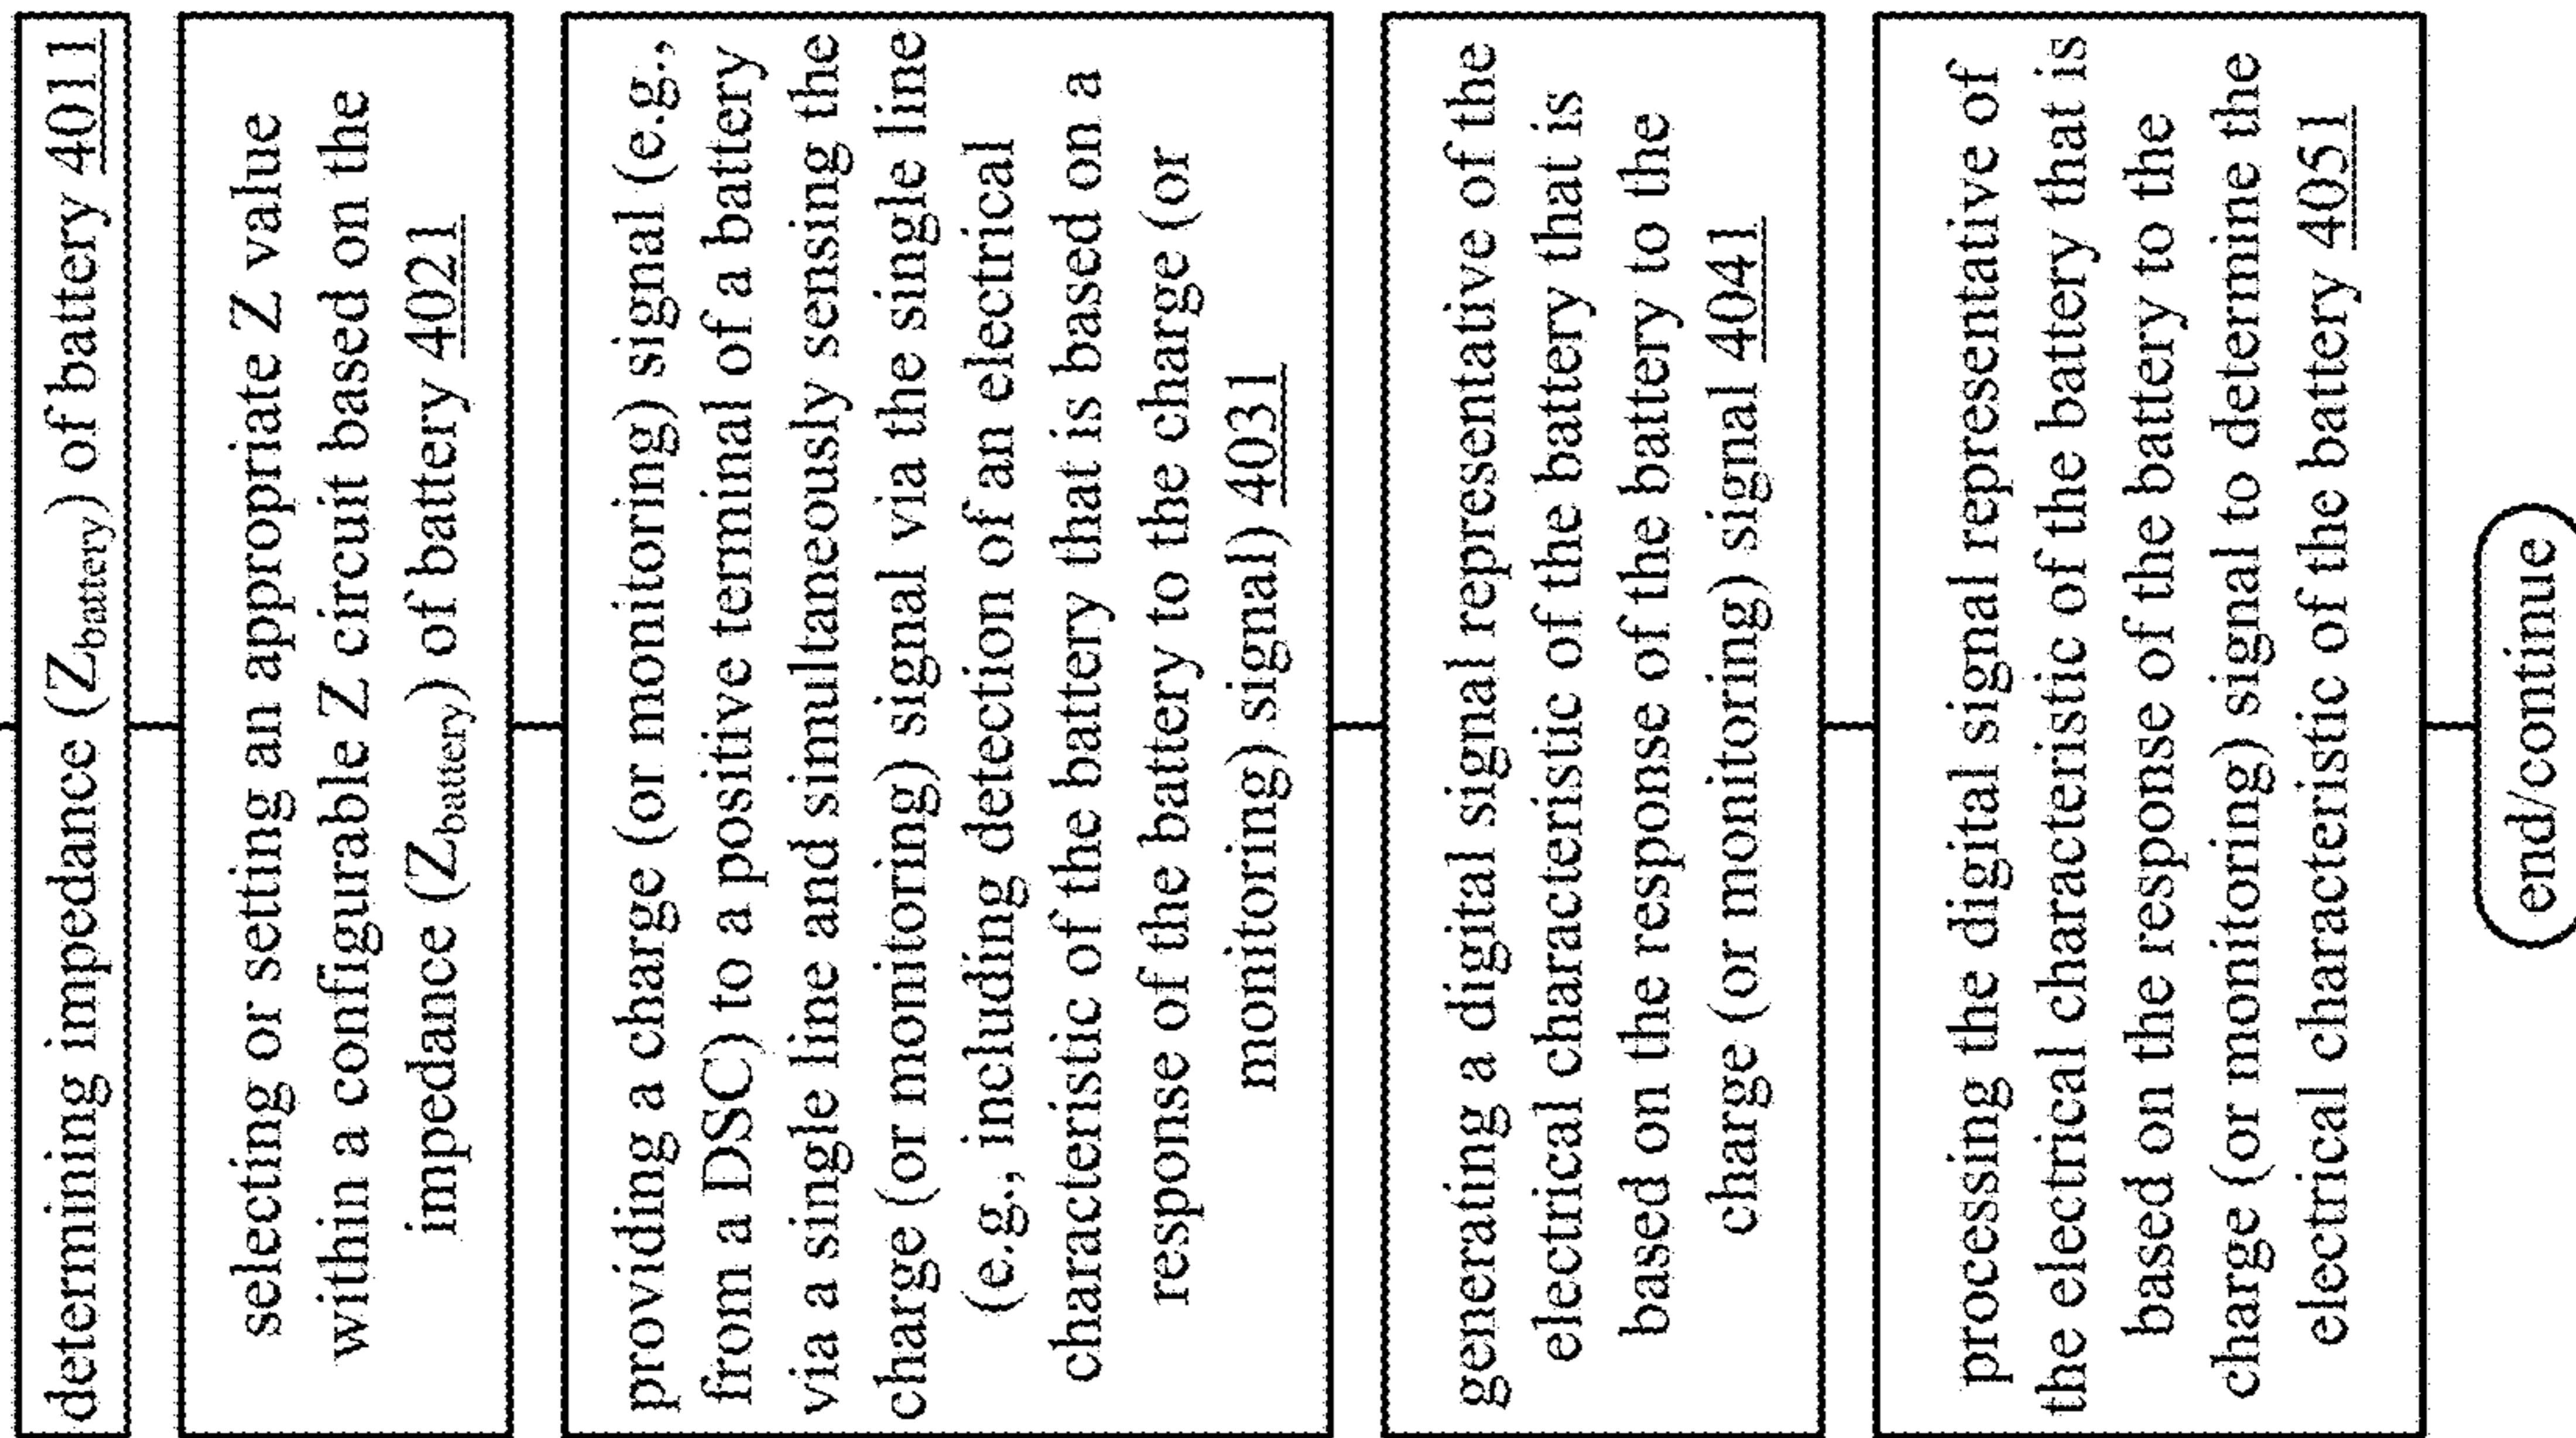 determining impedance (Zbattery) of battery 4011
selecting or setting an appropriate Z value
within a configurable Z circuit based on the
impedance (Zbattery) of battery 4021
providing a charge (or monitoring) signal (e.g.,
from a DSC) to a positive terminal of a battery
via a single line and simultaneously sensing the
charge (or monitoring) signal via the single line
(e.g., including detection of an electrical
characteristic of the battery that is based on a
response of the battery to the charge (or
monitoring) signal) 4031
generating a digital signal representative of the
electrical characteristic of the battery that is
based on the response of the battery to the
charge (or monitoring) signal 4041
processing the digital signal representative of
the electrical characteristic of the battery that is
based on the response of the battery to the
charge (or monitoring) signal to determine the
electrical characteristic of the battery 4051
end/continue